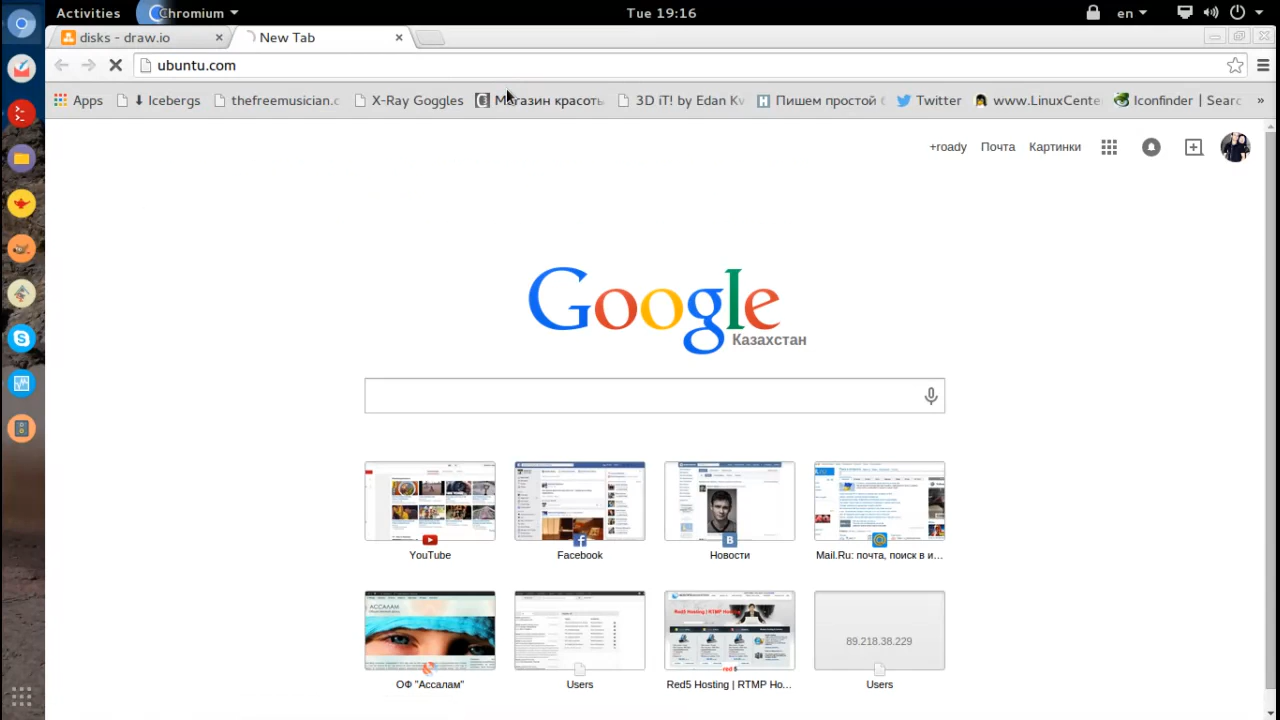 Activities Chromium Tue 19:16 en
disks - draw.io New Tab
ubuntu.com
Apps Icebergs thefreemusician.c X-Ray Goggles Магазин красоты 3D iT! by Edan Kv Пишем простой www.LinuxCente Iconfinder | Searc »
+roady Почта Картинки
Google
Казахстан
YouTube Facebook Новости Mail.Ru: почта, поиск в и...
АССАЛАМ
89.218.38.229
ОФ "Ассалам" Users Red5 Hosting | RTMP Ho... Users